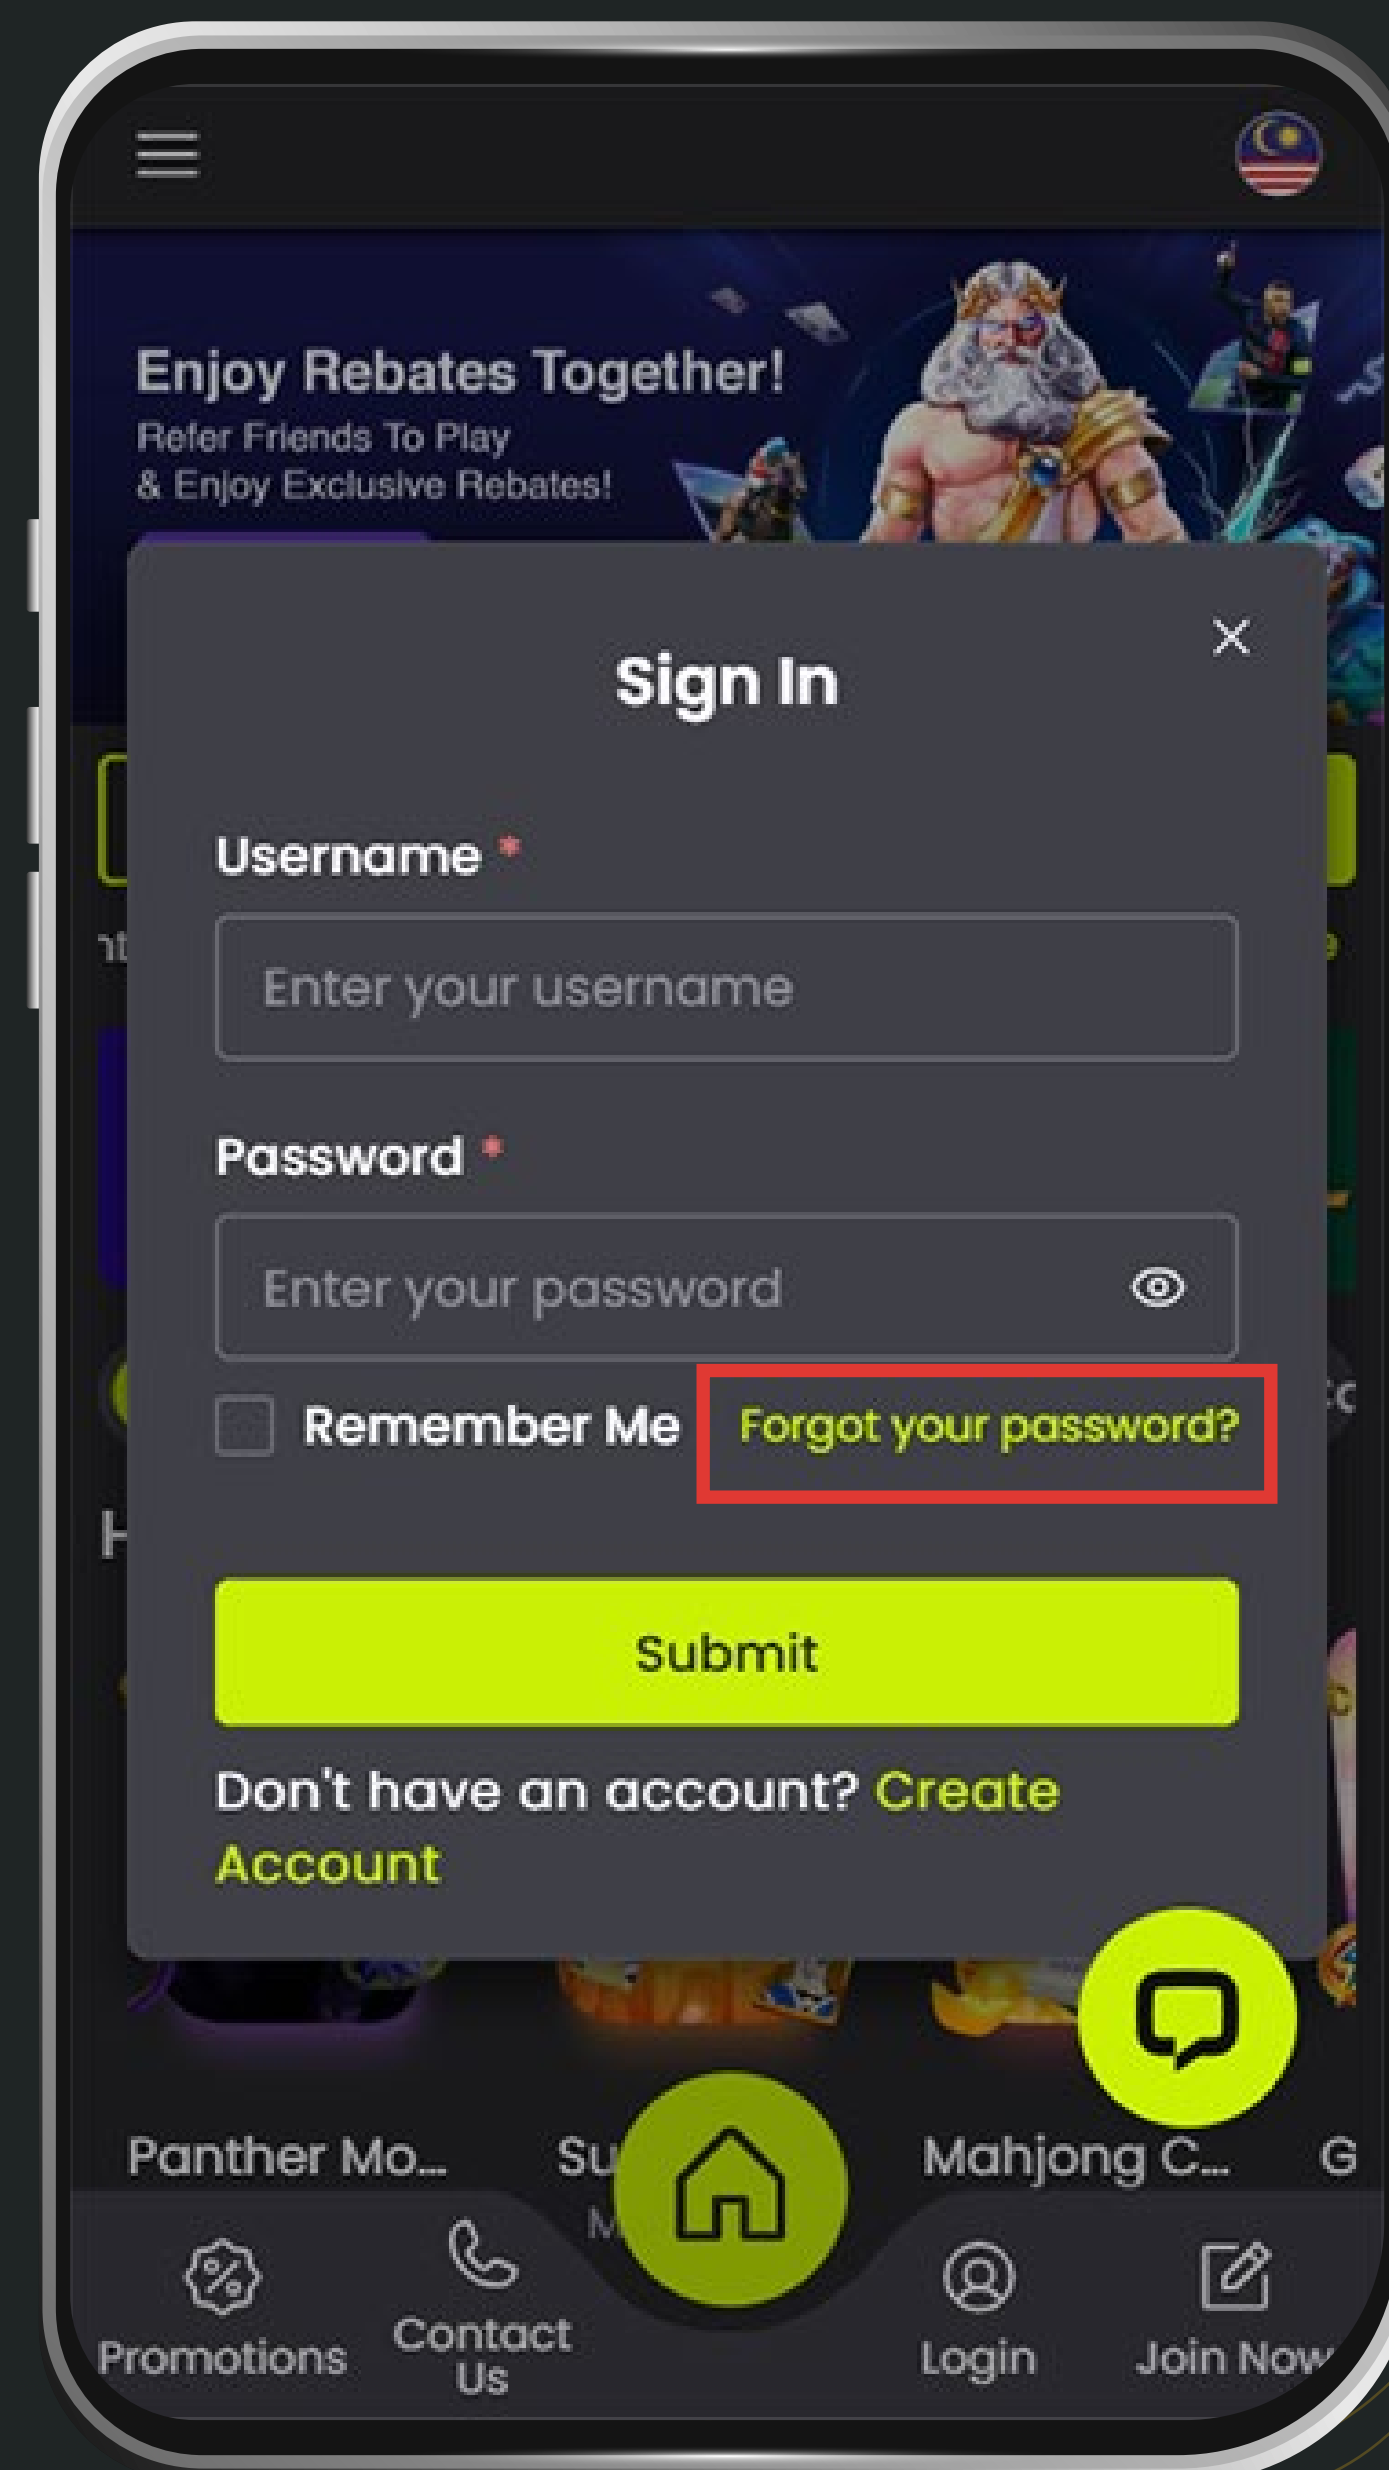 Enjoy Rebates Together!
Refer Friends To Play
& Enjoy Exclusive Rebates!
Sign In
Username *
Enter your username
Password *
Enter your password
Remember Me
Forgot your password?
Submit
Don't have an account? Create
Account
Panther Mo...
Su
Mahjong C...
G
M
Promotions
Contact
Us
Login
Join Now